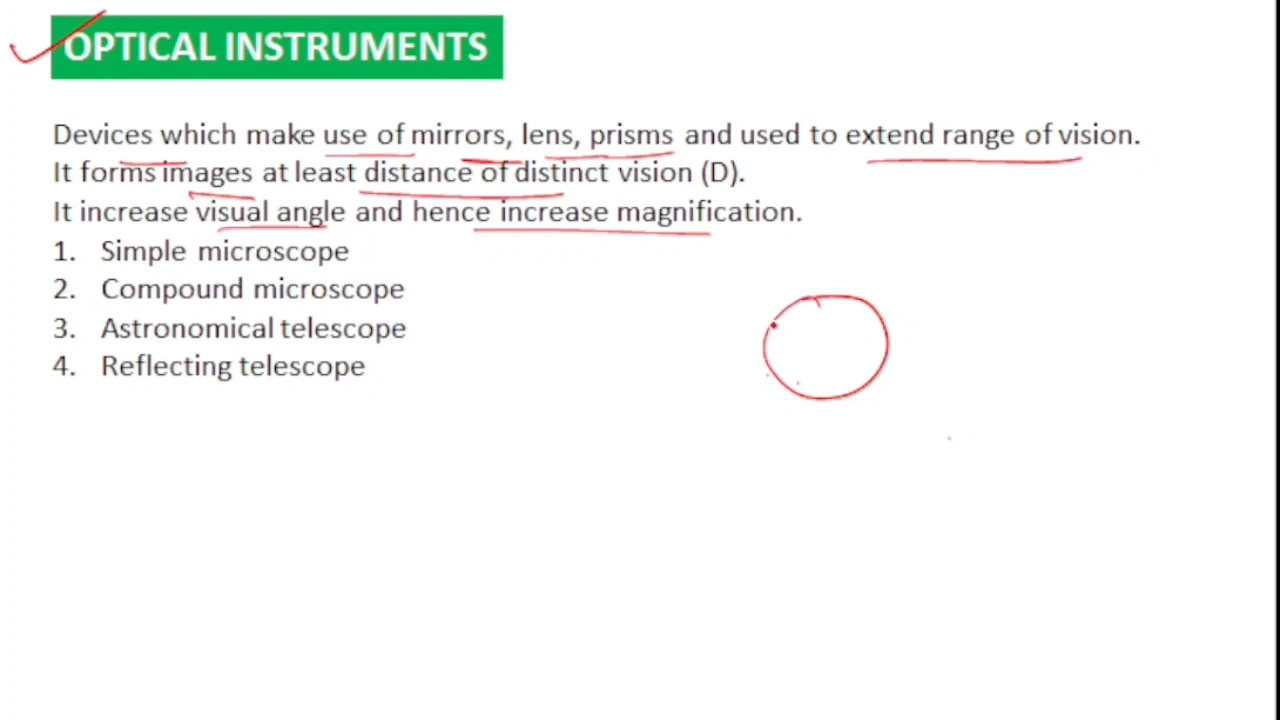 OPTICAL INSTRUMENTS
Devices which make use of mirrors, lens, prisms and used to extend range of vision.
It forms images at least distance of distinct vision (D).
It increase visual angle and hence increase magnification.
1. Simple microscope
2. Compound microscope
3. Astronomical telescope
4. Reflecting telescope